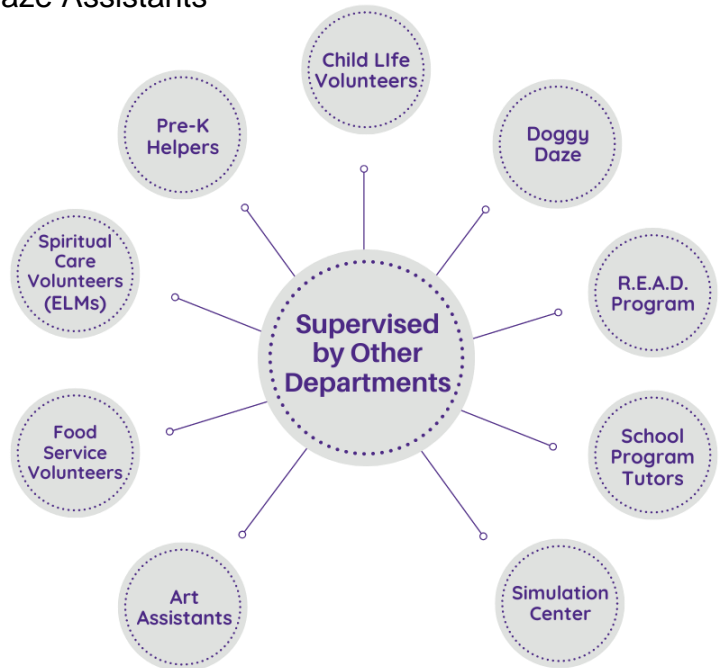 Assistants
Child LIfe
Volunteers
Pre-K
Helpers
Doggy
Daze
Spiritual
Care
Volunteers
(ELMs)
R.E.A.D.
Program
Supervised
by Other
Departments
Food
Service
Volunteers
School
Program
Tutors
Art
Assistants
Simulation
Center